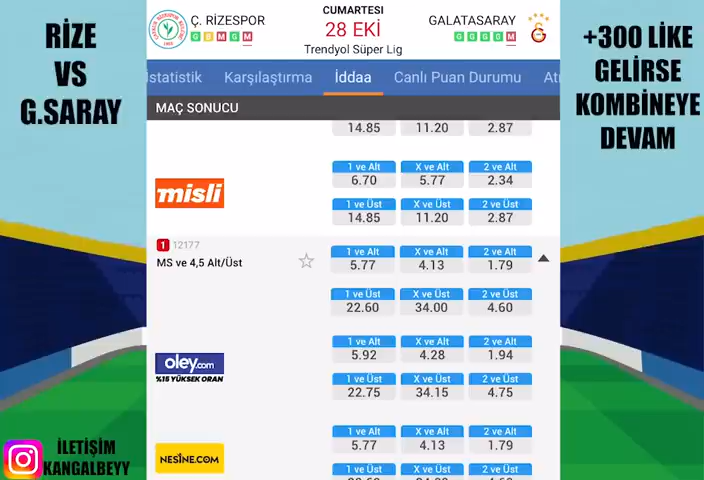 RİZE
VS
G.SARAY
Ç. RİZESPOR
G B M G M
CUMARTESİ
28 EKİ
Trendyol Süper Lig
GALATASARAY
G G G G M
+300 LİKE
GELİRSE
KOMBİNEYE
DEVAM
istatistik Karşılaştırma İddaa Canlı Puan Durumu
MAÇ SONUCU
14.85 11.20 2.87
misli
1 ve Alt X ve Alt 2 ve Alt
6.70 5.77 2.34
1 ve Üst X ve Üst 2 ve Üst
14.85 11.20 2.87
1 12177
MS ve 4,5 Alt/Üst
1 ve Alt X ve Alt 2 ve Alt
5.77 4.13 1.79
1 ve Üst X ve Üst 2 ve Üst
22.60 34.00 4.60
oley.com
%15 YÜKSEK ORAN
1 ve Alt X ve Alt 2 ve Alt
5.92 4.28 1.94
1 ve Üst X ve Üst 2 ve Üst
22.75 34.15 4.75
NESİNE.COM
1 ve Alt X ve Alt 2 ve Alt
5.77 4.13 1.79
1 ve Üst X ve Üst 2 ve Üst
İLETİŞİM
KANGALBEYY